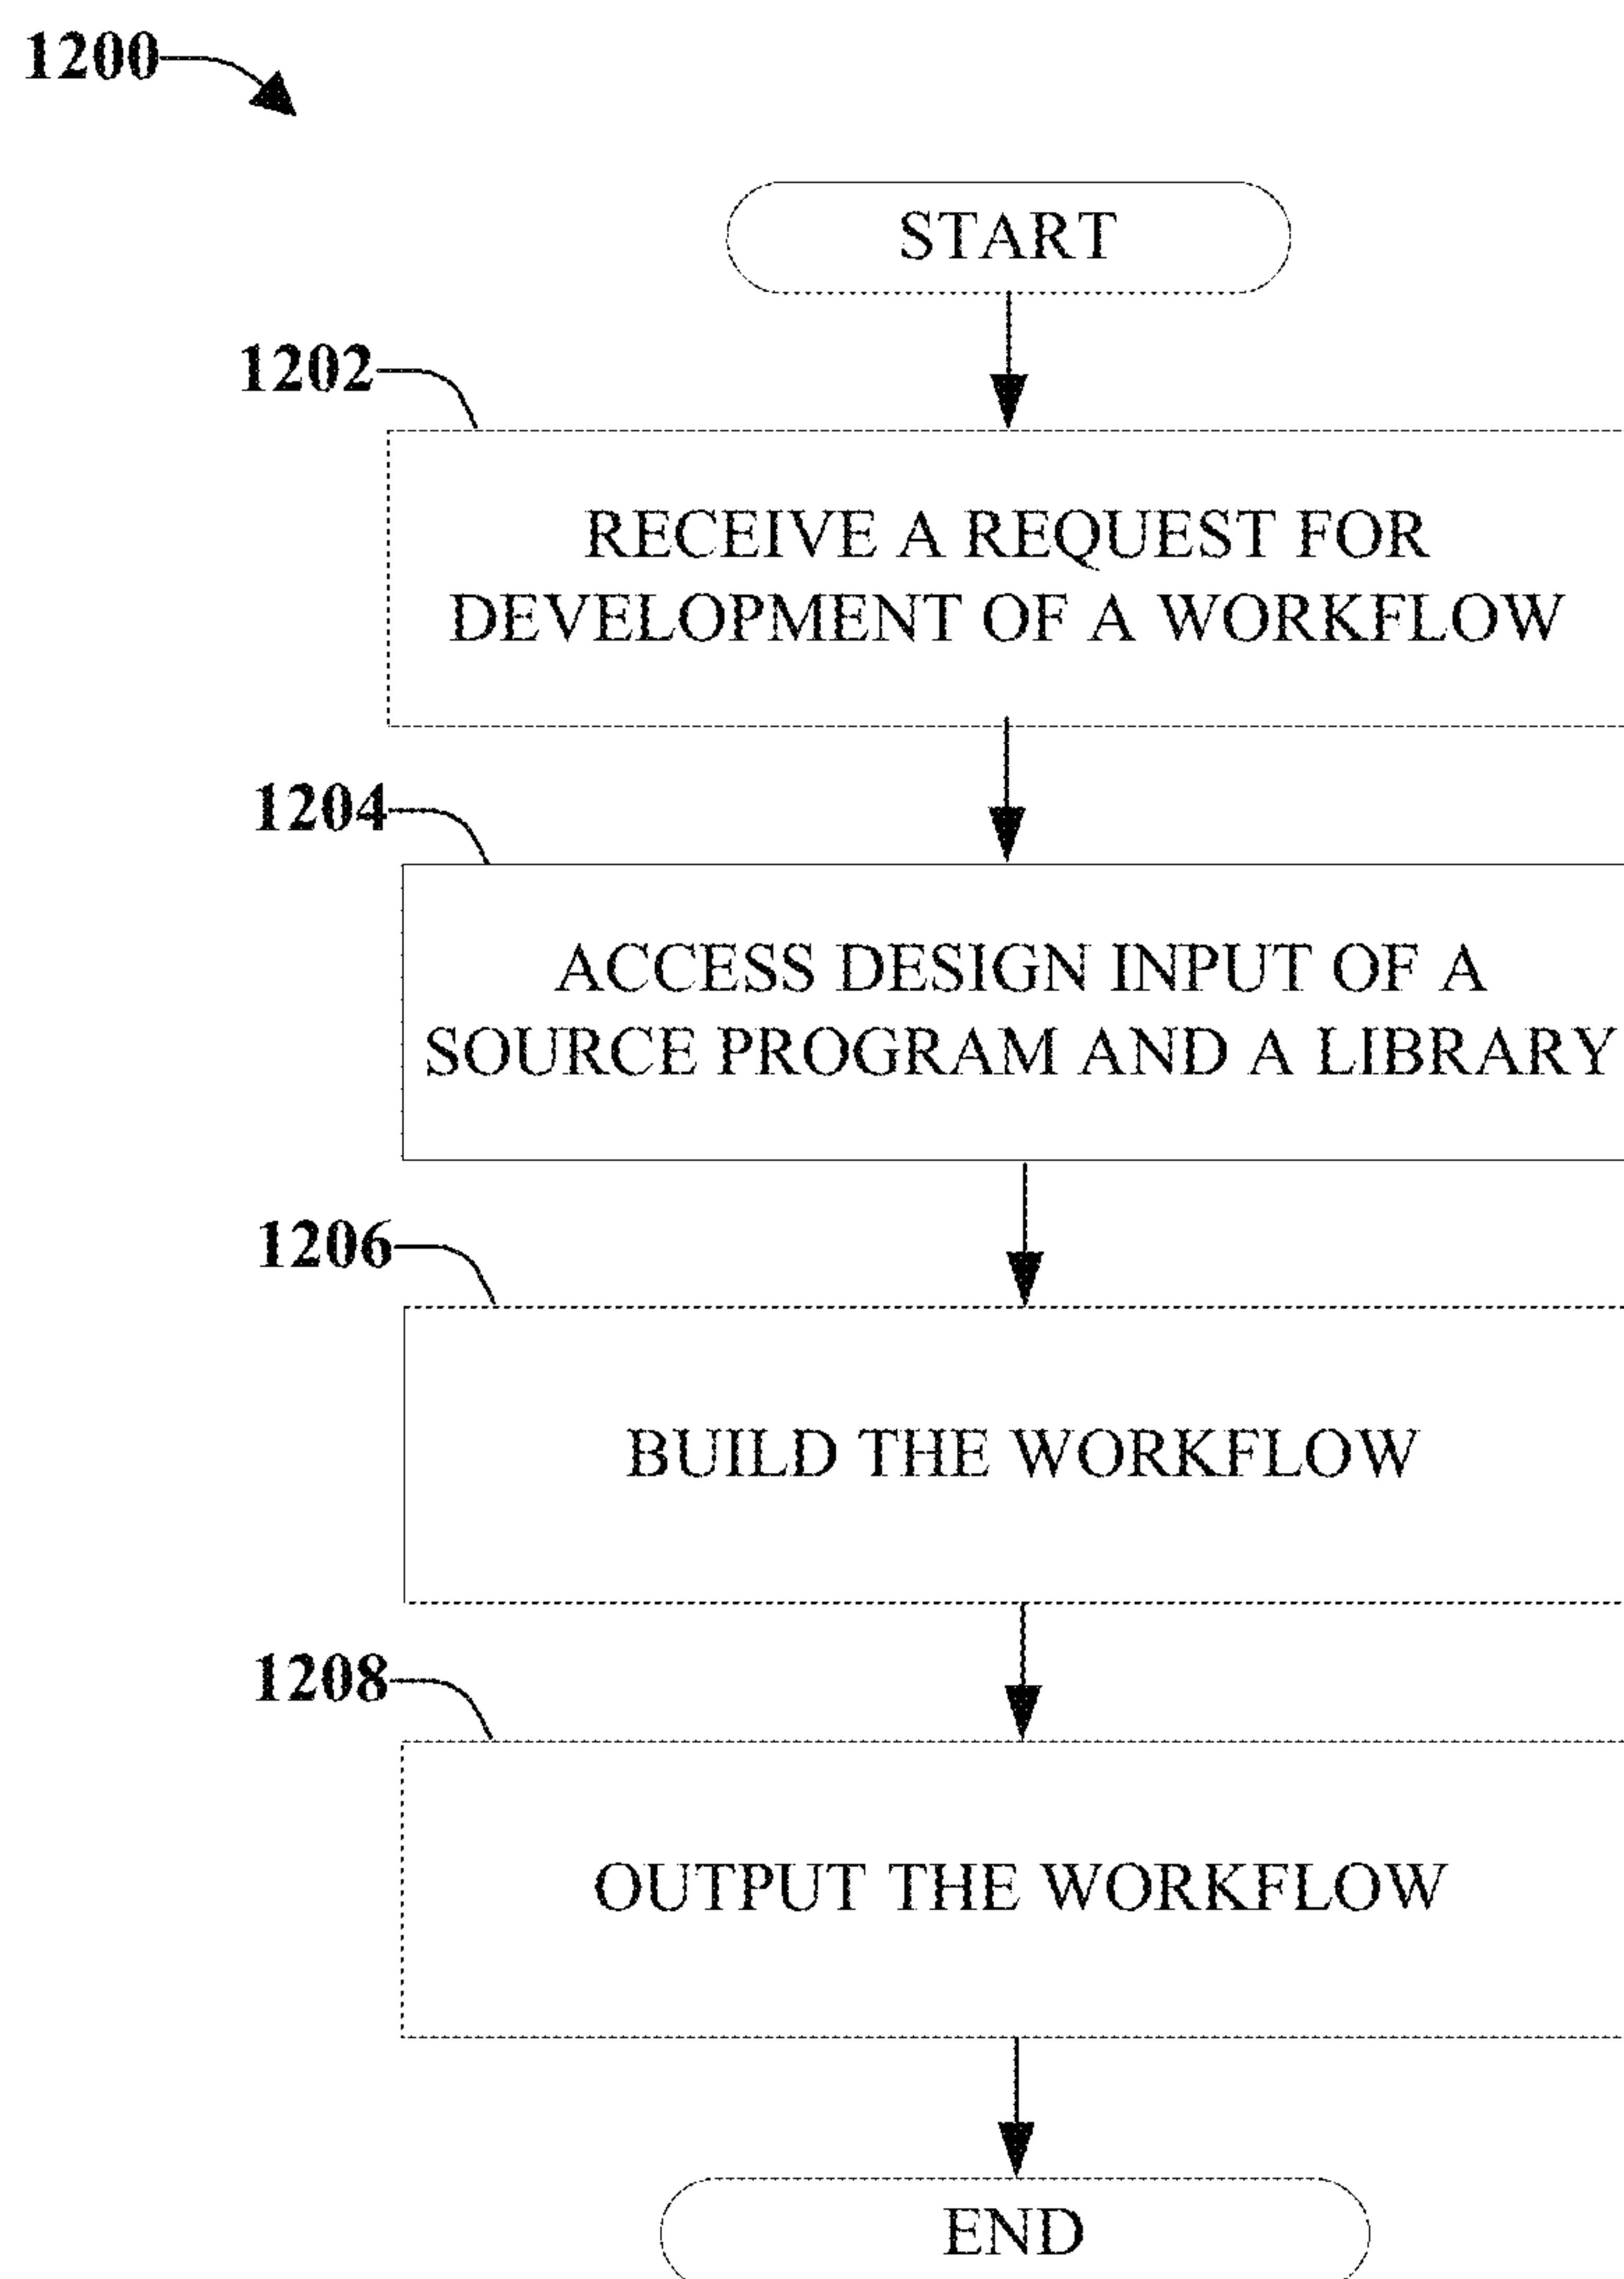 1200
START
1202
RECEIVE A REQUEST FOR
DEVELOPMENT OF A WORKFLOW
1204
ACCESS DESIGN INPUT OF A
SOURCE PROGRAM AND A LIBRARY
1206
BUILD THE WORKFLOW
1208
OUTPUT THE WORKFLOW
END